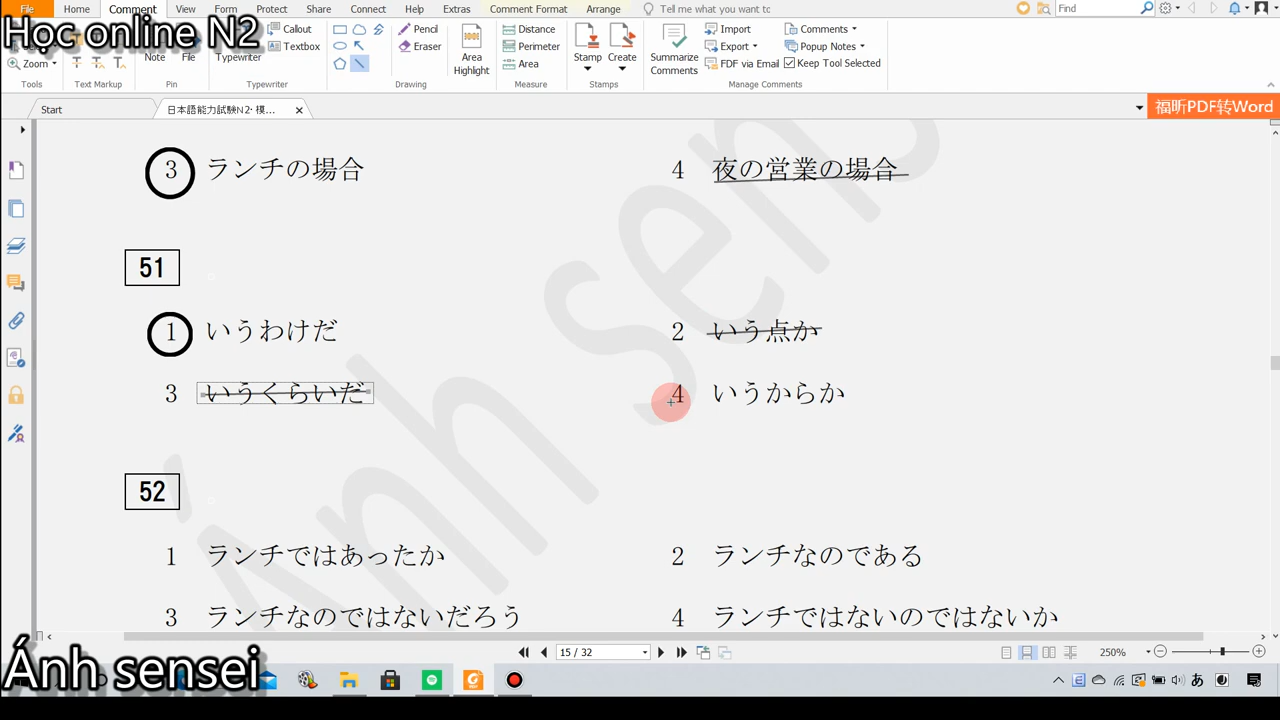 File Home Comment View Form Protect Share Connect Help Extras Comment Format Arrange Tell me what you want to do Find
Học online N2
Callout Pencil Distance Import Comments
Textbox Eraser Perimeter Export Popup Notes
Zoom Note File Typewriter Area Highlight Area Stamp Create Summarize Comments FDF via Email Keep Tool Selected
Tools Text Markup Typewriter Drawing Measure Stamps Manage Comments
Start 日本語能力試験N2· 模... 福昕PDF转Word
3 ランチの場合 4 夜の営業の場合
51
1 いうわけだ 2 いう点か
3 いうくらいだ 4 いうからか
52
1 ランチではあったか 2 ランチなのである
3 ランチなのではないだろう 4 ランチではないのではないか
Ánh sensei
15 / 32 250%
Ánh sensei
あ